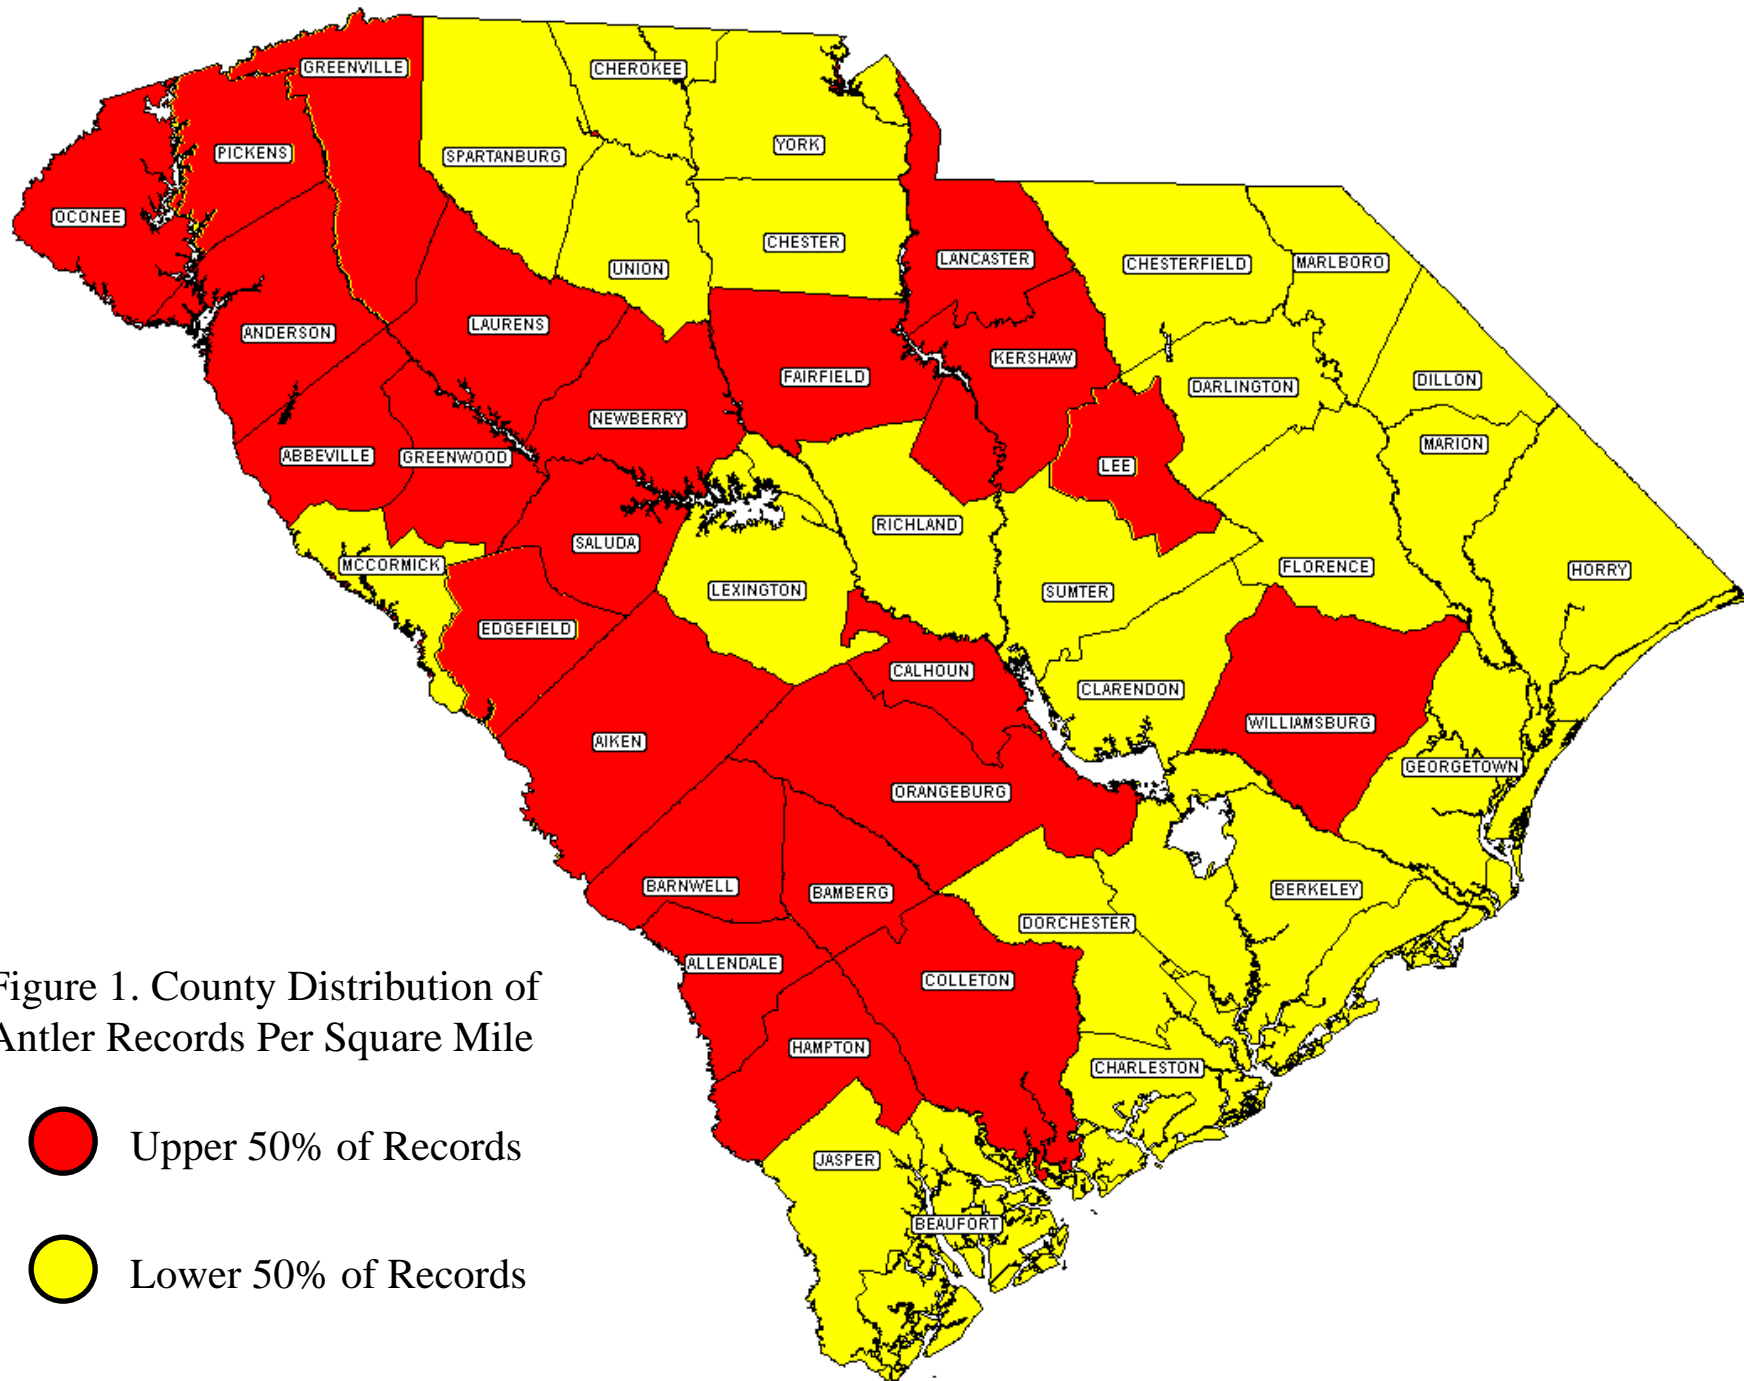 GREENVILLE
CHEROKEE
PICKENS
SPARTANBURG
YORK
OCONEE
UNION
CHESTER
LANCASTER
CHESTERFIELD
MARLBORO
ANDERSON
LAURENS
KERSHAW
FAIRFIELD
DARLINGTON
DILLON
NEWBERRY
MARION
ABBEVILLE
GREENWOOD
LEE
RICHLAND
SALUDA
MCCORMICK
FLORENCE
HORRY
LEXINGTON
SUMTER
EDGEFIELD
CALHOUN
CLARENDON
WILLIAMSBURG
AIKEN
GEORGETOWN
ORANGEBURG
BARNWELL
BAMBERG
BERKELEY
DORCHESTER
ALLENDALE
COLLETON
HAMPTON
CHARLESTON
JASPER
BEAUFORT
Figure 1. County Distribution of
Antler Records Per Square Mile
Upper 50% of Records
Lower 50% of Records